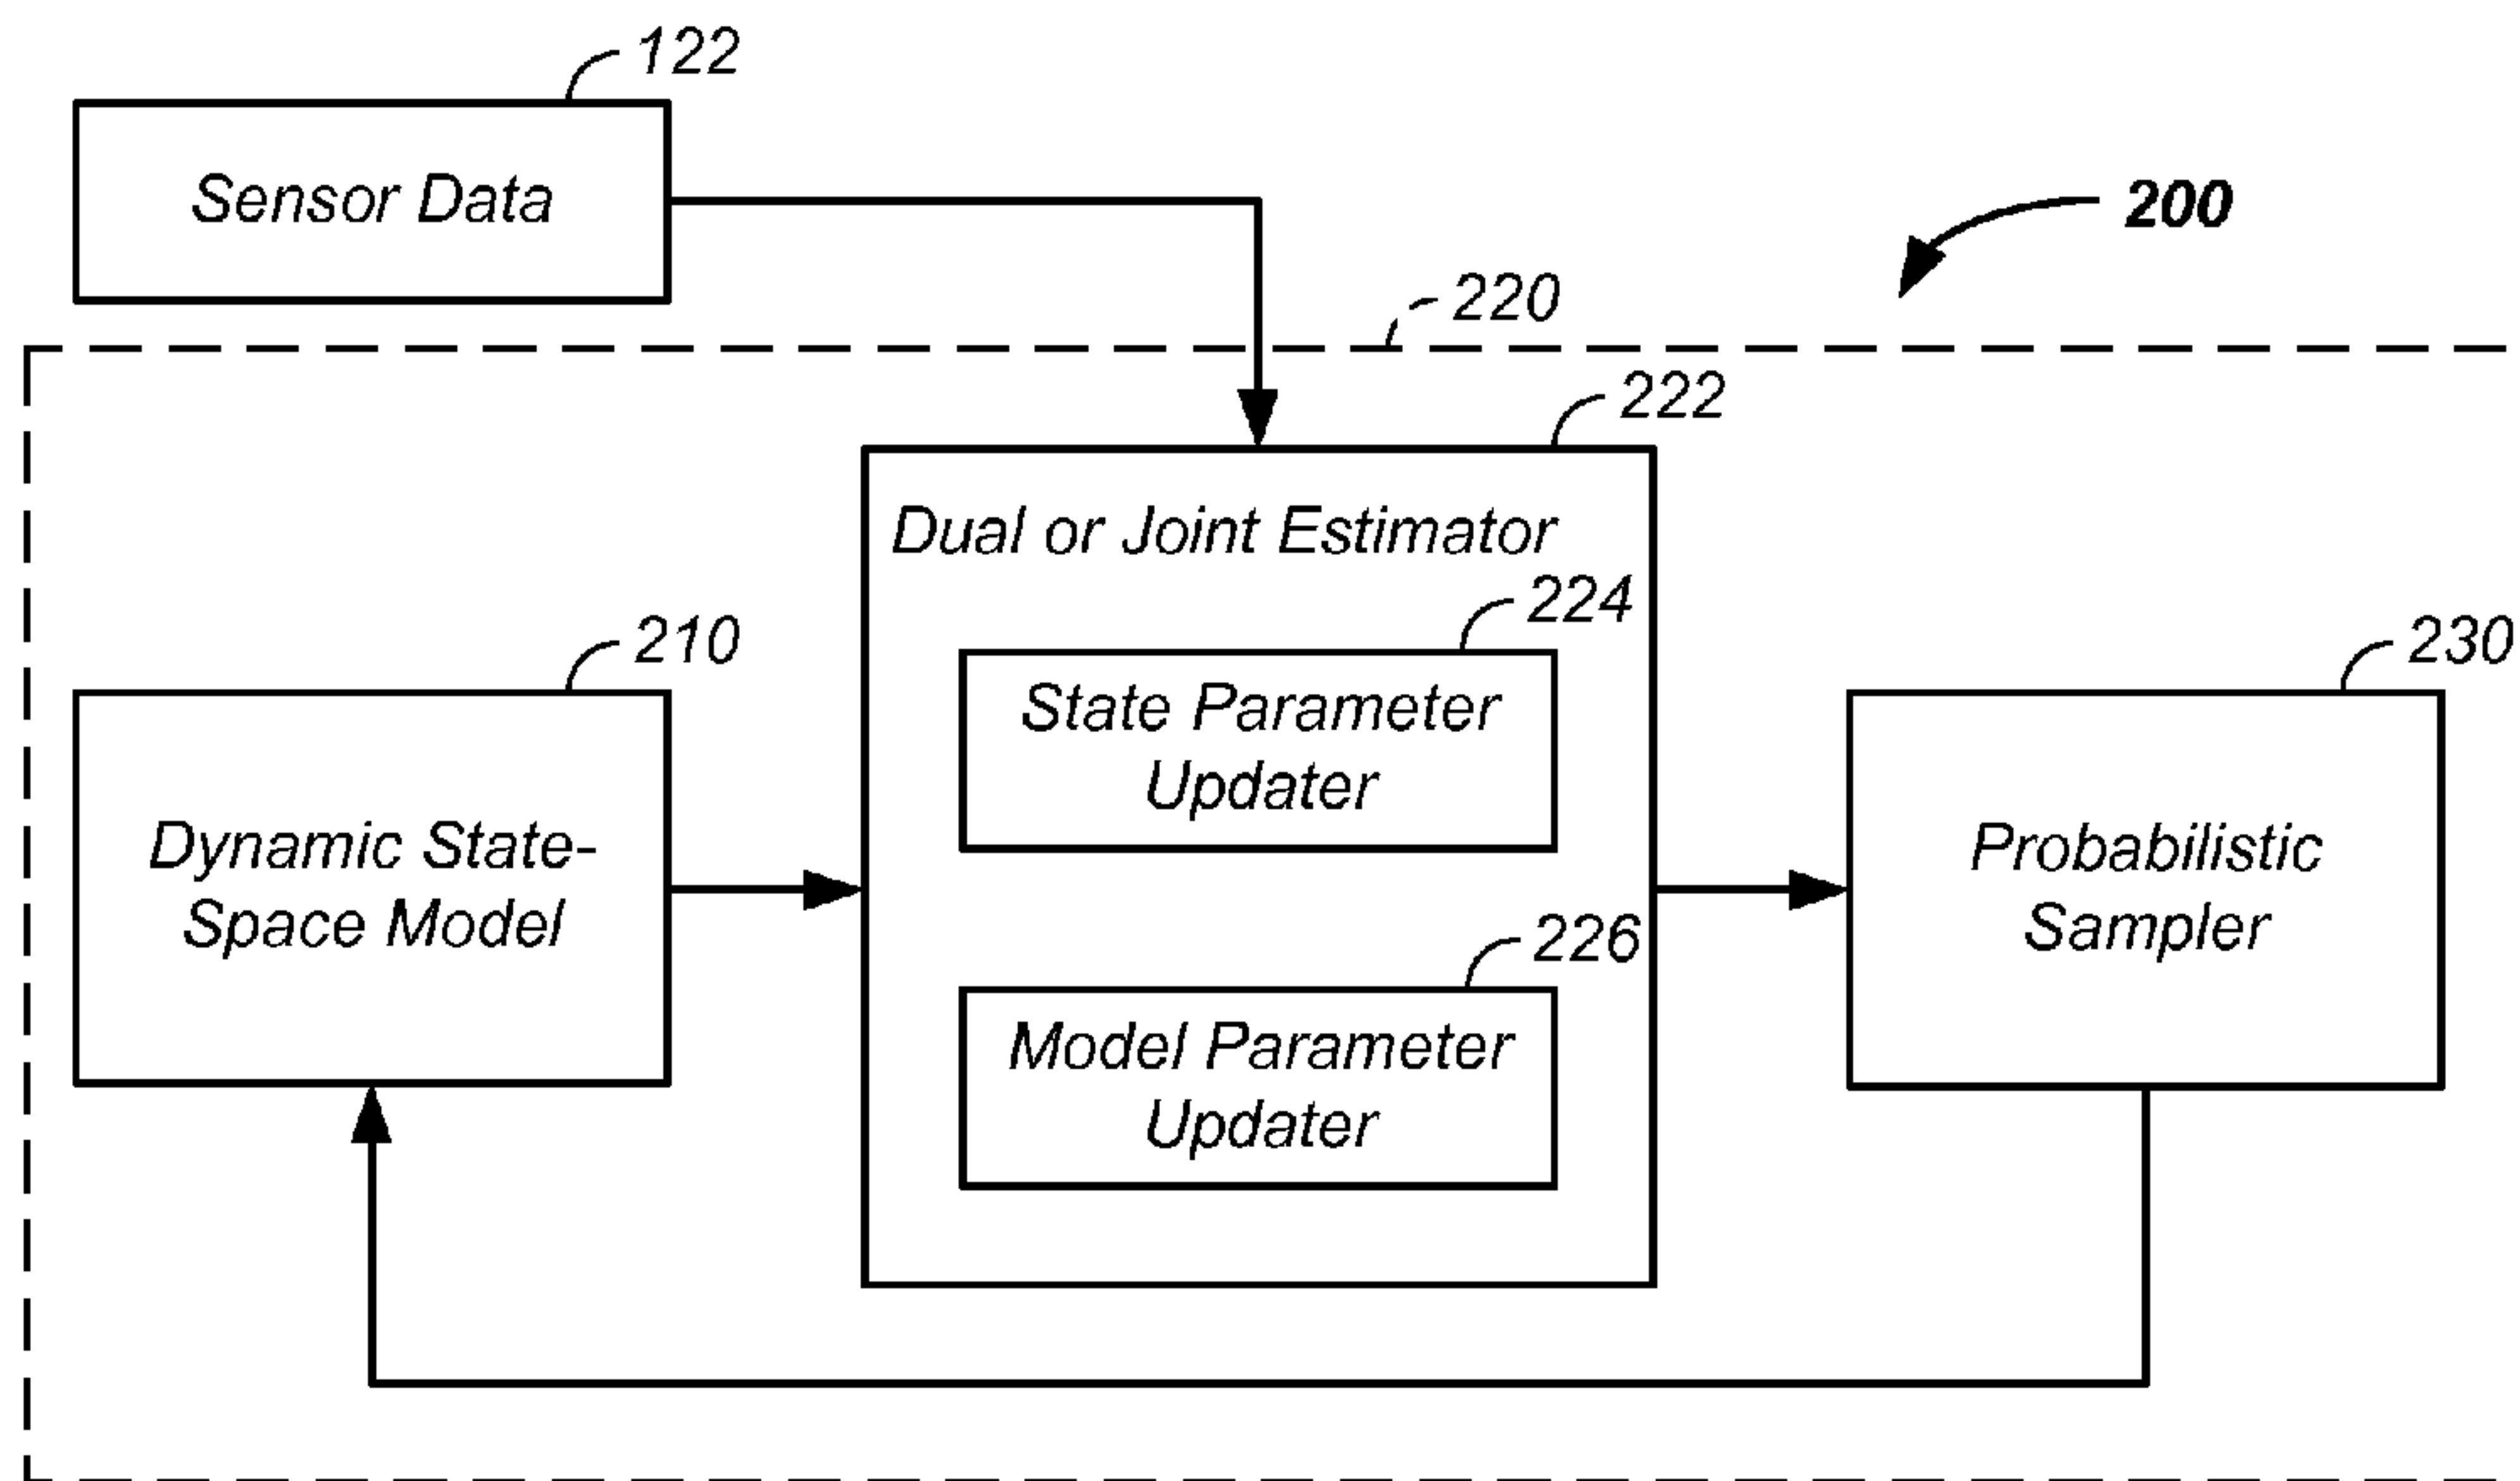 122
Sensor Data
200
220
222
Dual or Joint Estimator
224
State Parameter
Updater
210
Dynamic State-
Space Model
226
Model Parameter
Updater
230
Probabilistic
Sampler